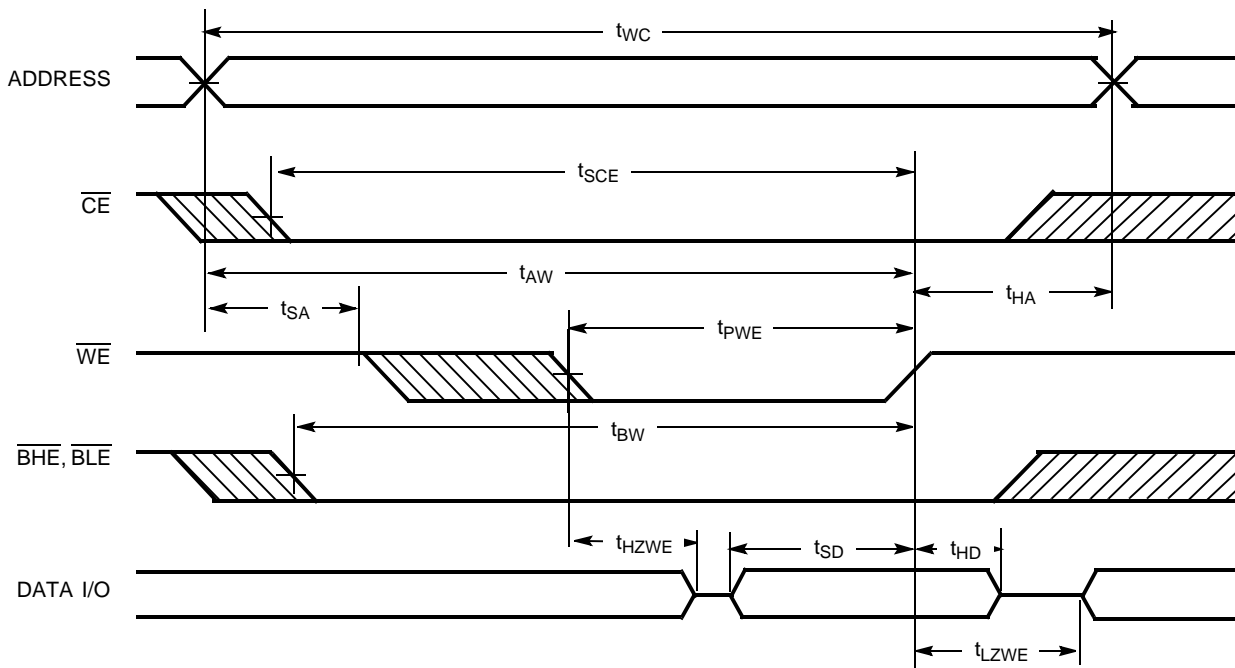 tWC
ADDRESS
tSCE
CE
tAW
tHA
tSA
tPWE
WE
tBW
BHE, BLE
tHZWE
tSD
tHD
DATA I/O
tLZWE